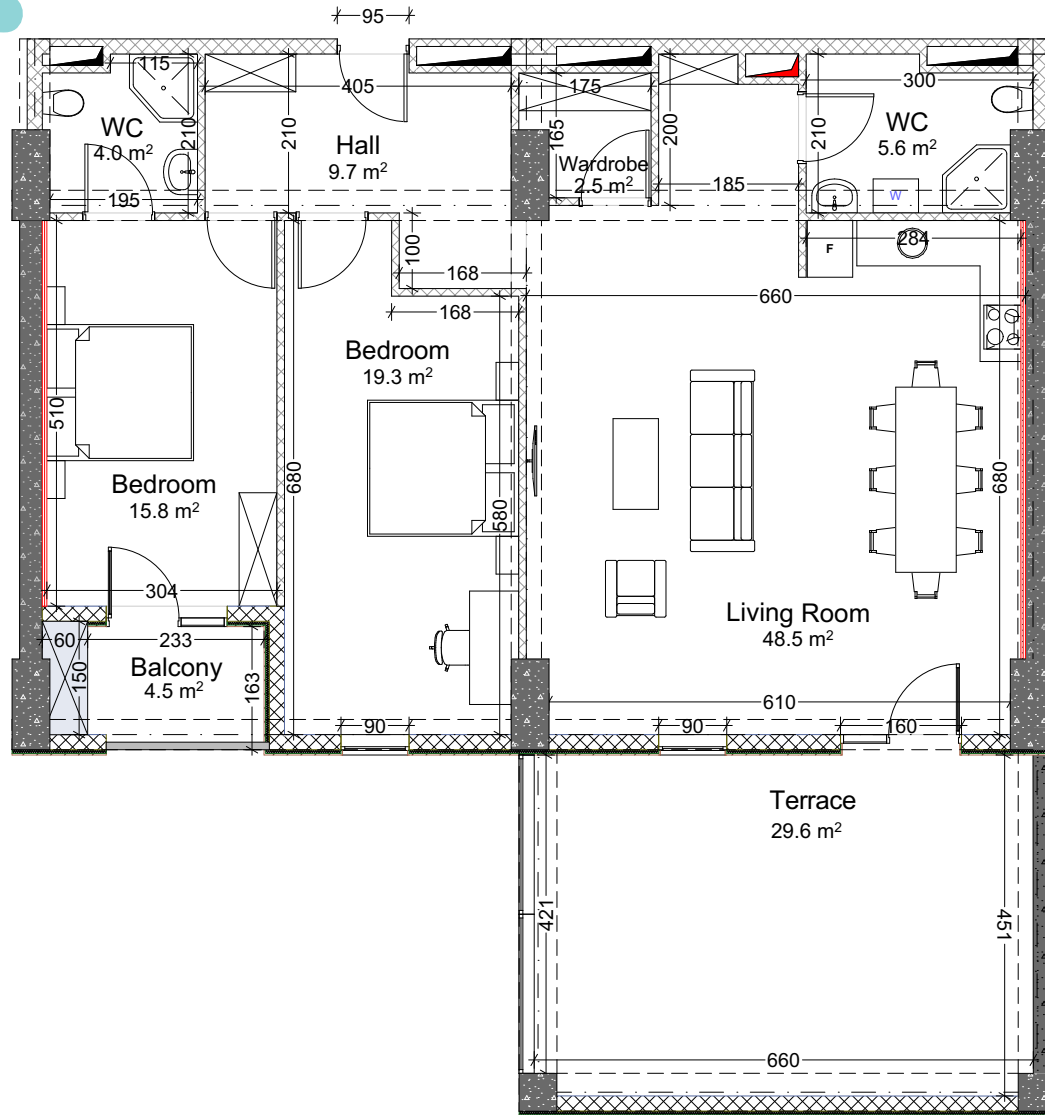 95
115
405
175
300
WC
4.0 m²
210
210
Hall
9.7 m²
165
200
210
WC
5.6 m²
Wardrobe
2.5 m²
195
185
W
100
168
284
F
660
168
Bedroom
19.3 m²
510
680
580
680
Bedroom
15.8 m²
304
Living Room
48.5 m²
60
233
150
Balcony
4.5 m²
163
610
90
90
160
Terrace
29.6 m²
421
451
660